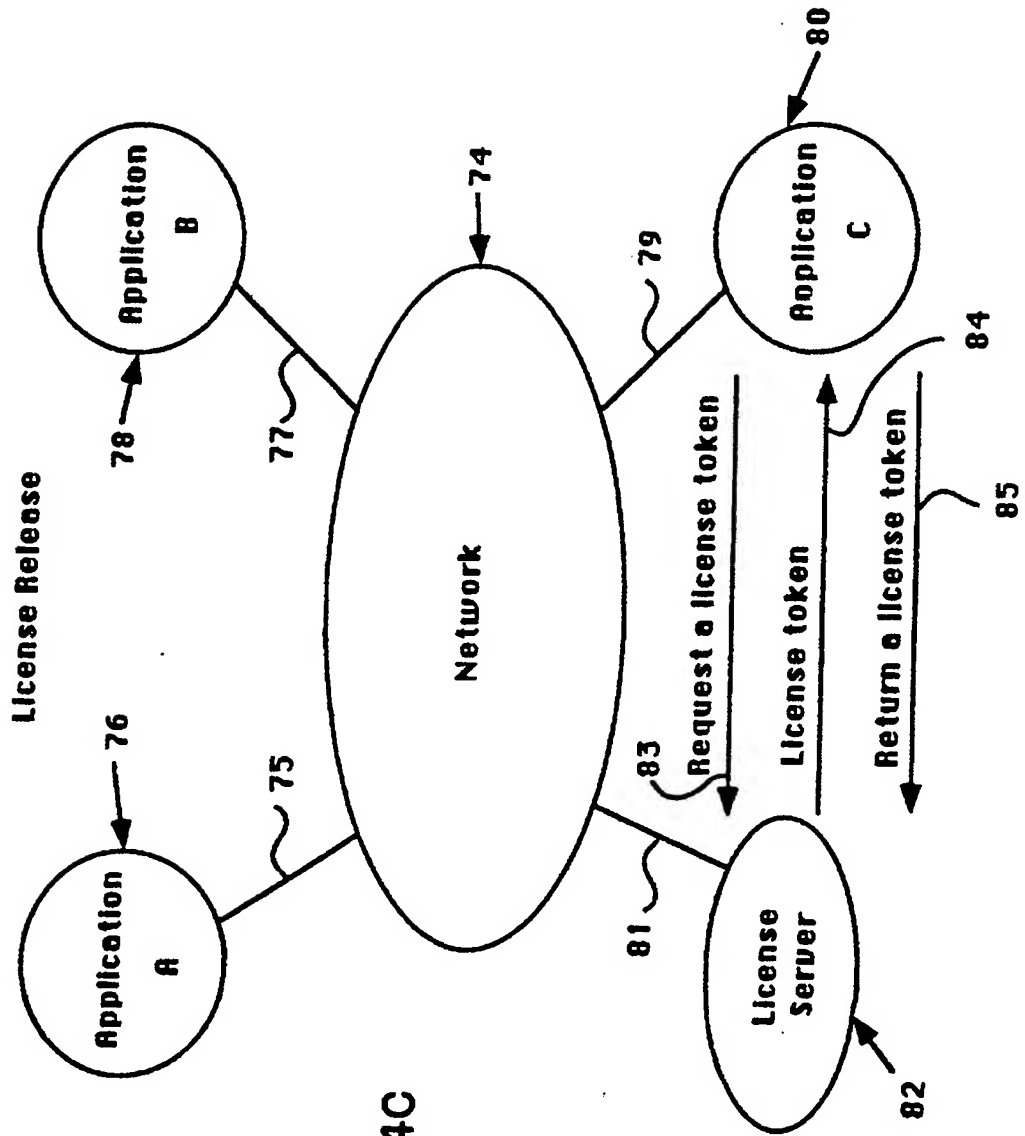 License Release
Application
A
76
75
Application
B
78
77
Network
74
License
Server
82
81
83
Request a license token
License token
Return a license token
79
Application
C
80
84
85
4C